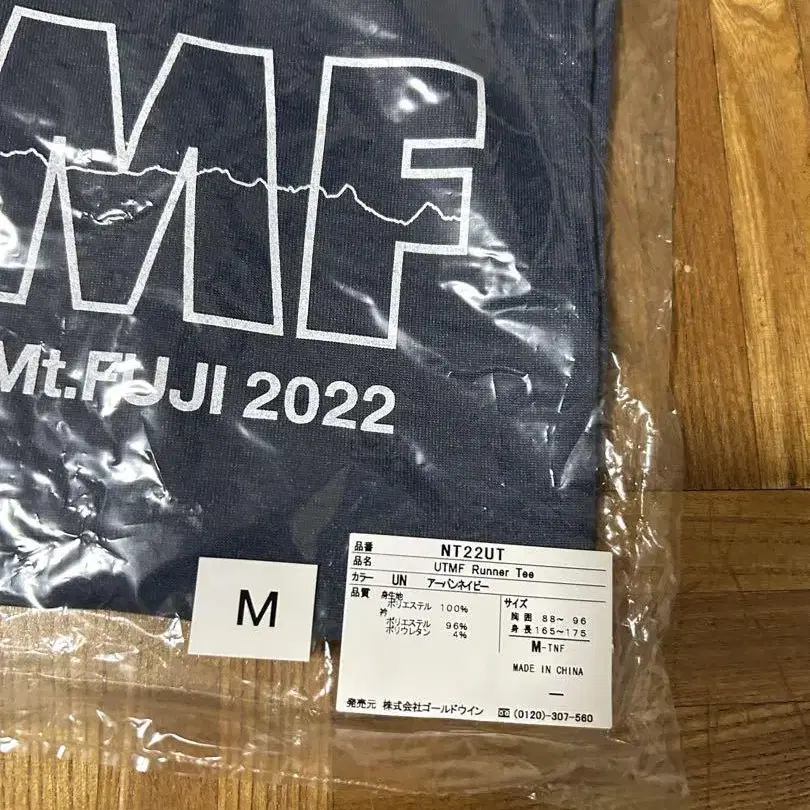 MF
Mt.FUJI 2022
M
品番 NT22UT
品名 UTMF Runner Tee
カラー UN アーバンネイビー
品質 身生地
ポリエステル 100%
衿
ポリエステル 96%
ポリウレタン 4%
サイズ
胸囲 88~ 96
身長165~175
M-TNF
MADE IN CHINA
発売元 株式会社ゴールドウイン (0120)-307-560